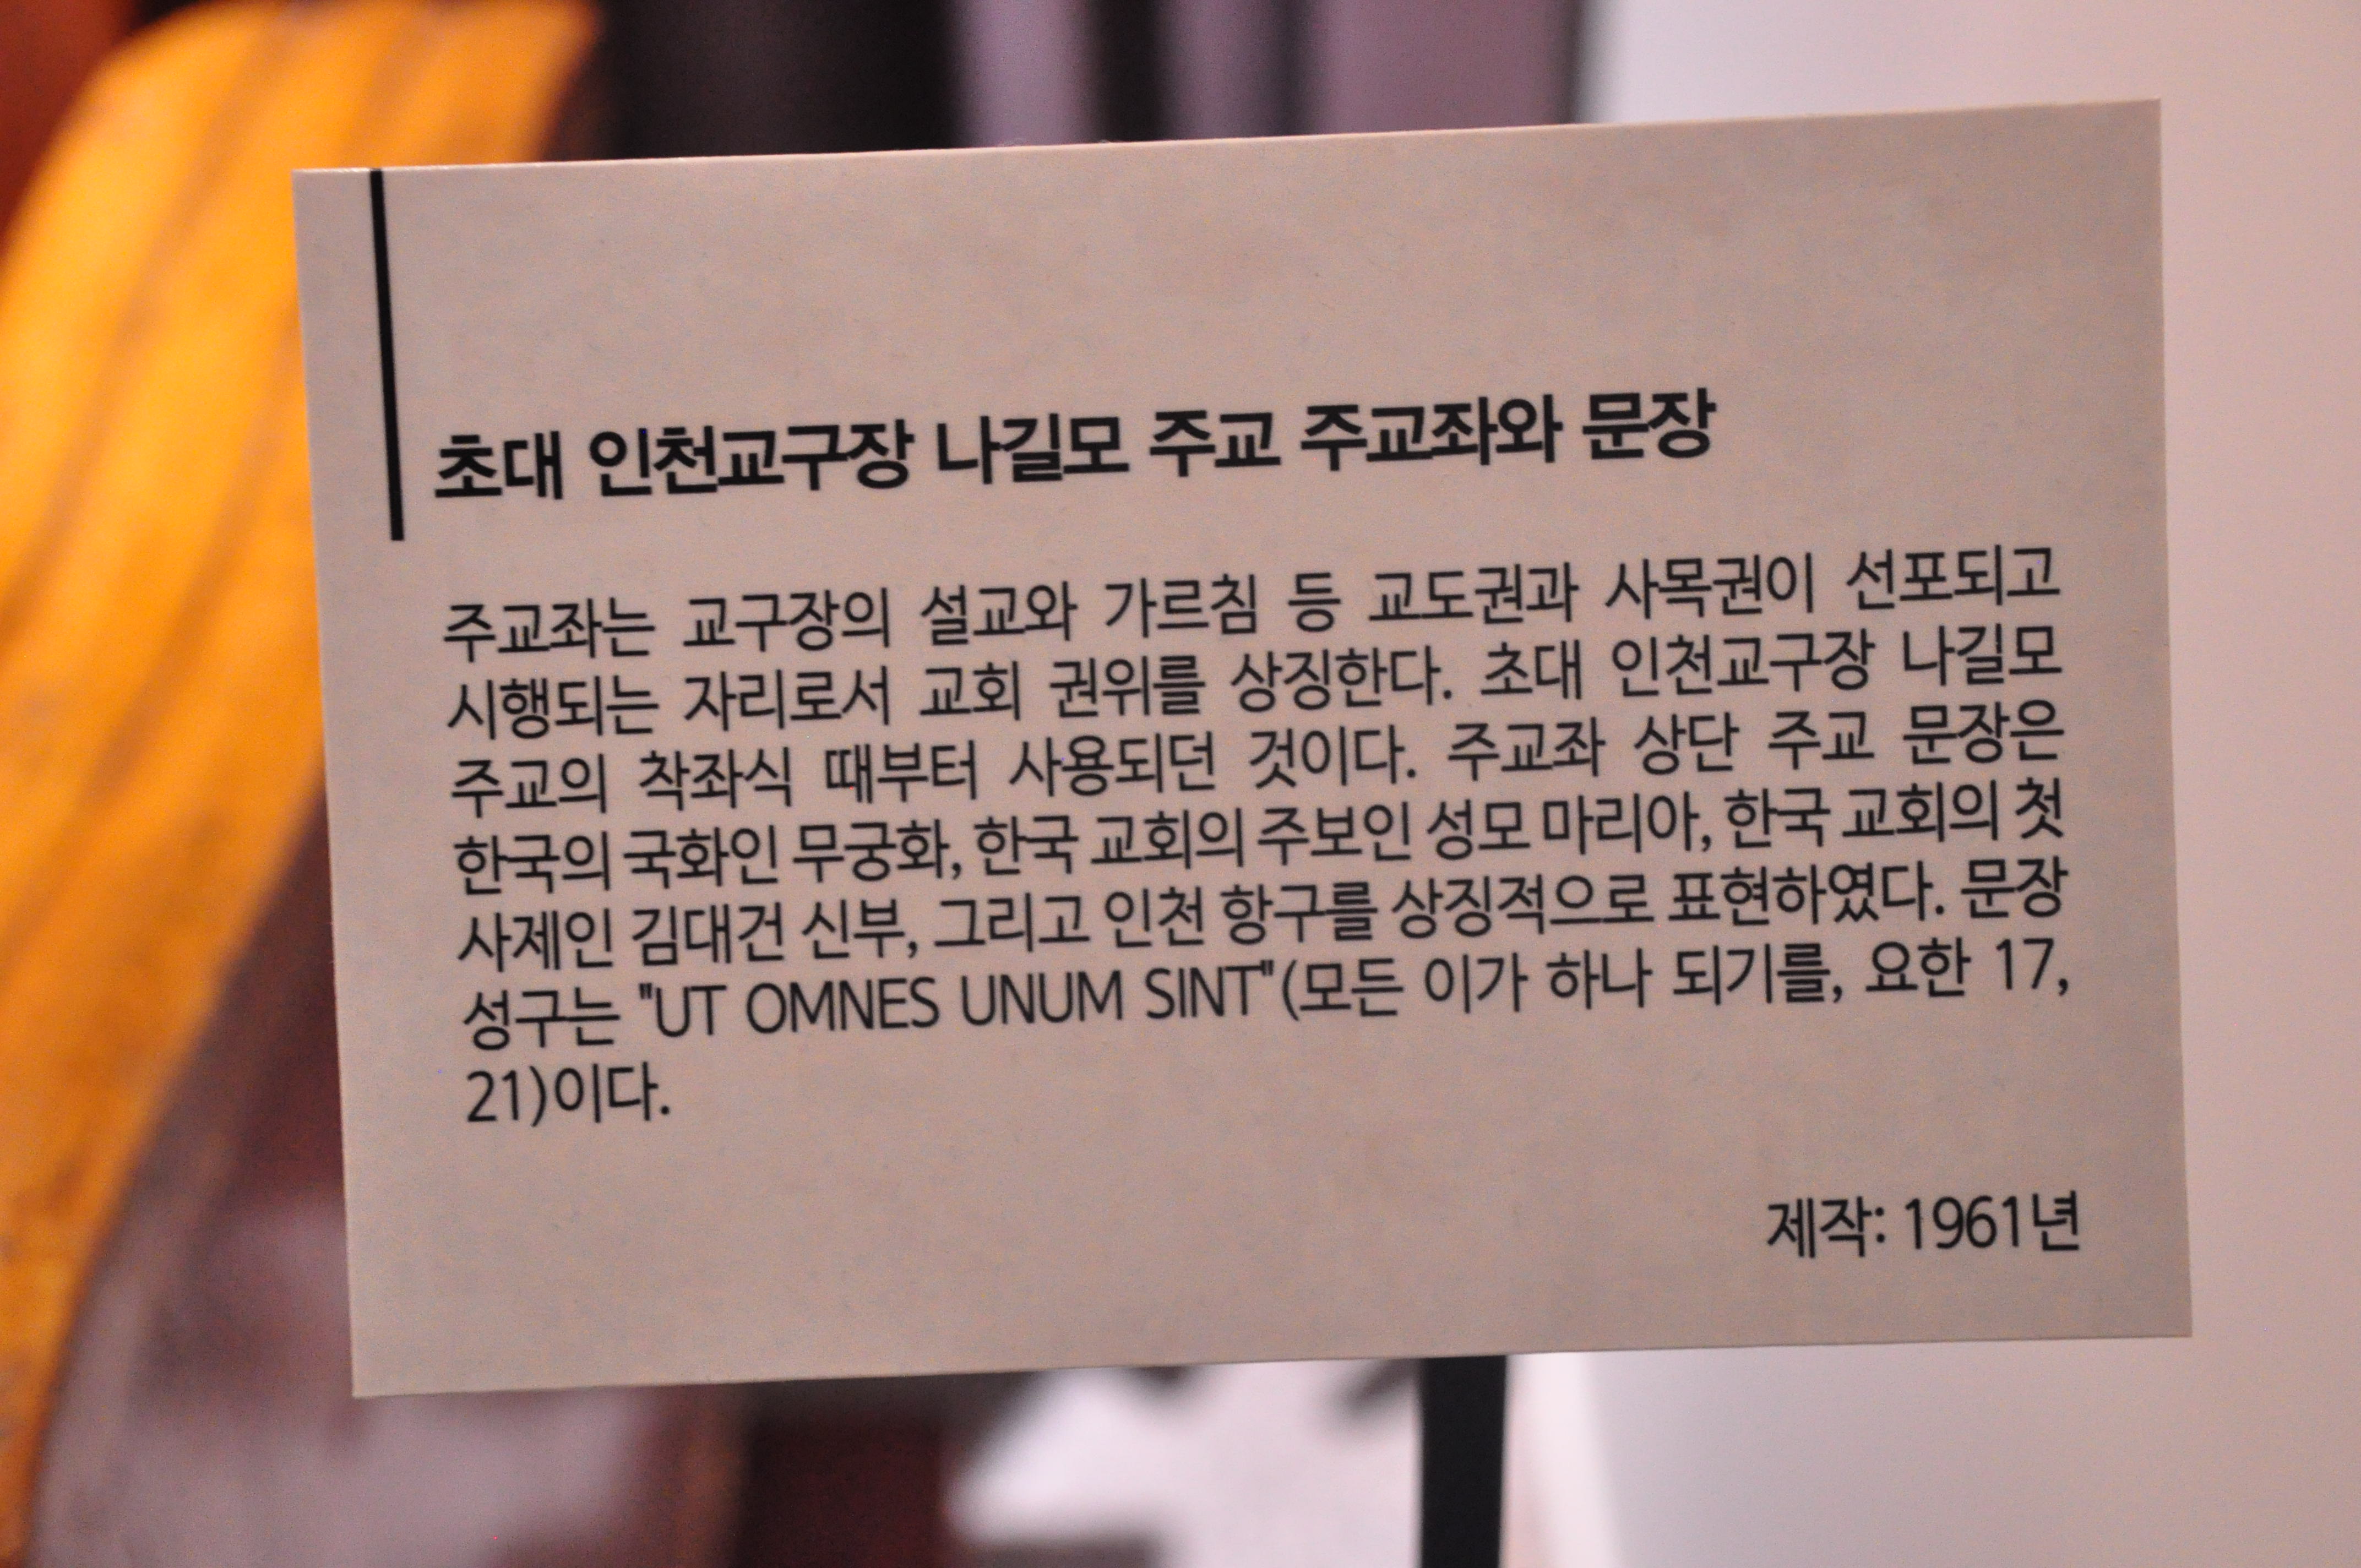 초대 인천교구장 나길모 주교 주교좌와 문장
주교좌는 교구장의 설교와 가르침 등 교도권과 사목권이 선포되고
시행되는 자리로서 교회 권위를 상징한다. 초대 인천교구장 나길모
주교의 착좌식 때부터 사용되던 것이다. 주교좌 상단 주교 문장은
한국의 국화인 무궁화, 한국 교회의 주보인 성모 마리아, 한국 교회의 첫
사제인 김대건 신부, 그리고 인천 항구를 상징적으로 표현하였다. 문장
성구는 "UT OMNES UNUM SINT"(모든 이가 하나 되기를, 요한 17,
21)이다.
제작: 1961년